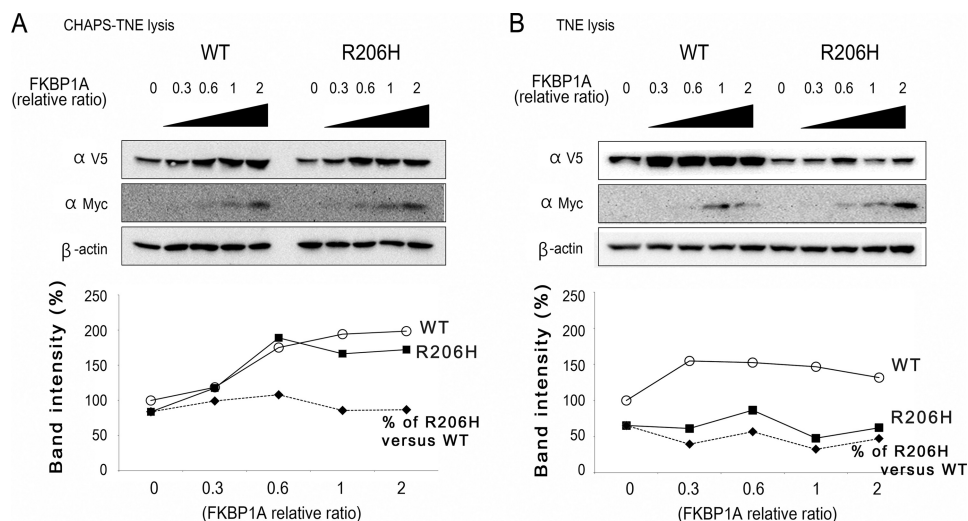 A
CHAPS-TNE lysis
WT R206H
FKBP1A
(relative ratio)
0 0.3 0.6 1 2 0 0.3 0.6 1 2
α V5
α Myc
β-actin
Band intensity (%)
250
200
150
100
50
0
WT
R206H
% of R206H
versus WT
0 0.3 0.6 1 2
(FKBP1A relative ratio)
B
TNE lysis
WT R206H
FKBP1A
(relative ratio)
0 0.3 0.6 1 2 0 0.3 0.6 1 2
α V5
α Myc
β-actin
Band intensity (%)
250
200
150
100
50
0
WT
R206H
% of R206H
versus WT
0 0.3 0.6 1 2
(FKBP1A relative ratio)